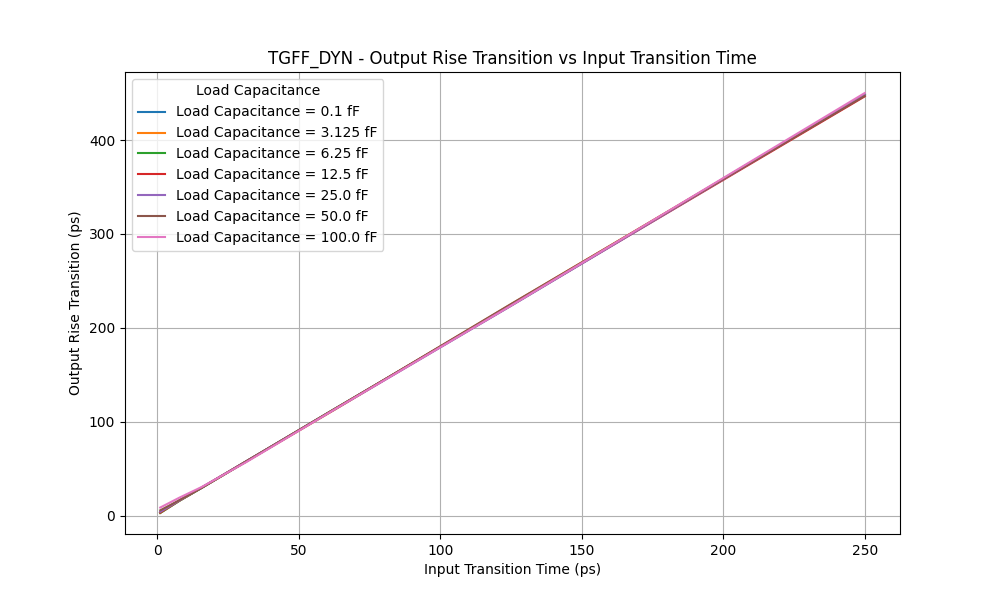 TGFF_DYN - Output Rise Transition vs Input Transition Time
Load Capacitance
Load Capacitance = 0.1 fF
Load Capacitance = 3.125 fF
Load Capacitance = 6.25 fF
Load Capacitance = 12.5 fF
Load Capacitance = 25.0 fF
Load Capacitance = 50.0 fF
Load Capacitance = 100.0 fF
Output Rise Transition (ps)
400
300
200
100
0
0 50 100 150 200 250
Input Transition Time (ps)